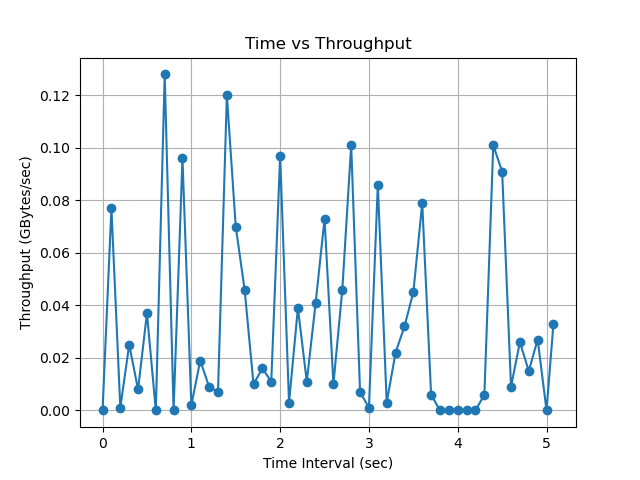 Time vs Throughput
Throughput (GBytes/sec)
0.12
0.10
0.08
0.06
0.04
0.02
0.00
0 1 2 3 4 5
Time Interval (sec)